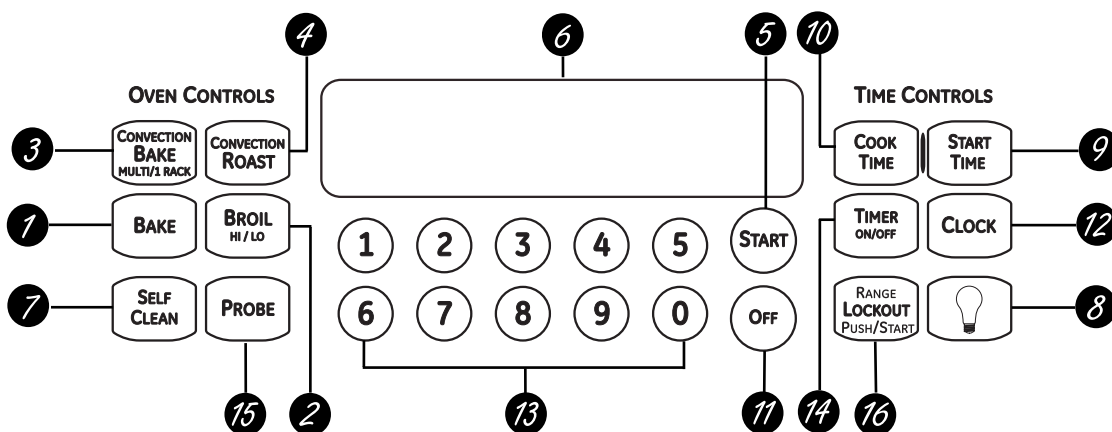 4
6
5
10
OVEN CONTROLS
TIME CONTROLS
3
CONVECTION
BAKE
MULTI/1 RACK
CONVECTION
ROAST
COOK
TIME
START
TIME
9
1
BAKE
BROIL
HI / LO
1
2
3
4
5
START
TIMER
ON/OFF
CLOCK
12
7
SELF
CLEAN
PROBE
6
7
8
9
0
OFF
RANGE
LOCKOUT
PUSH/START
8
15
2
13
11
14
16